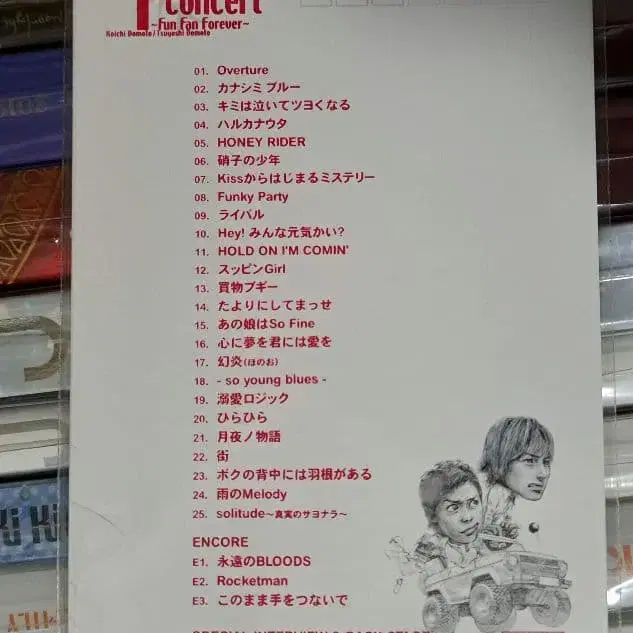 Concert
~Fun Fan Forever~
Koichi Domoto / Tsuyoshi Domoto
01. Overture
02. カナシミ ブルー
03. キミは泣いてツヨくなる
04. ハルカナウタ
05. HONEY RIDER
06. 硝子の少年
07. Kissからはじまるミステリー
08. Funky Party
09. ライバル
10. Hey! みんな元気かい?
11. HOLD ON I'M COMIN'
12. スッピンGirl
13. 買物ブギー
14. たよりにしてまっせ
15. あの娘はSo Fine
16. 心に夢を君には愛を
17. 幻炎(ほのお)
18. - so young blues -
19. 溺愛ロジック
20. ひらひら
21. 月夜ノ物語
22. 街
23. ボクの背中には羽根がある
24. 雨のMelody
25. solitude~真実のサヨナラ~
ENCORE
E1. 永遠のBLOODS
E2. Rocketman
E3. このまま手をつないで